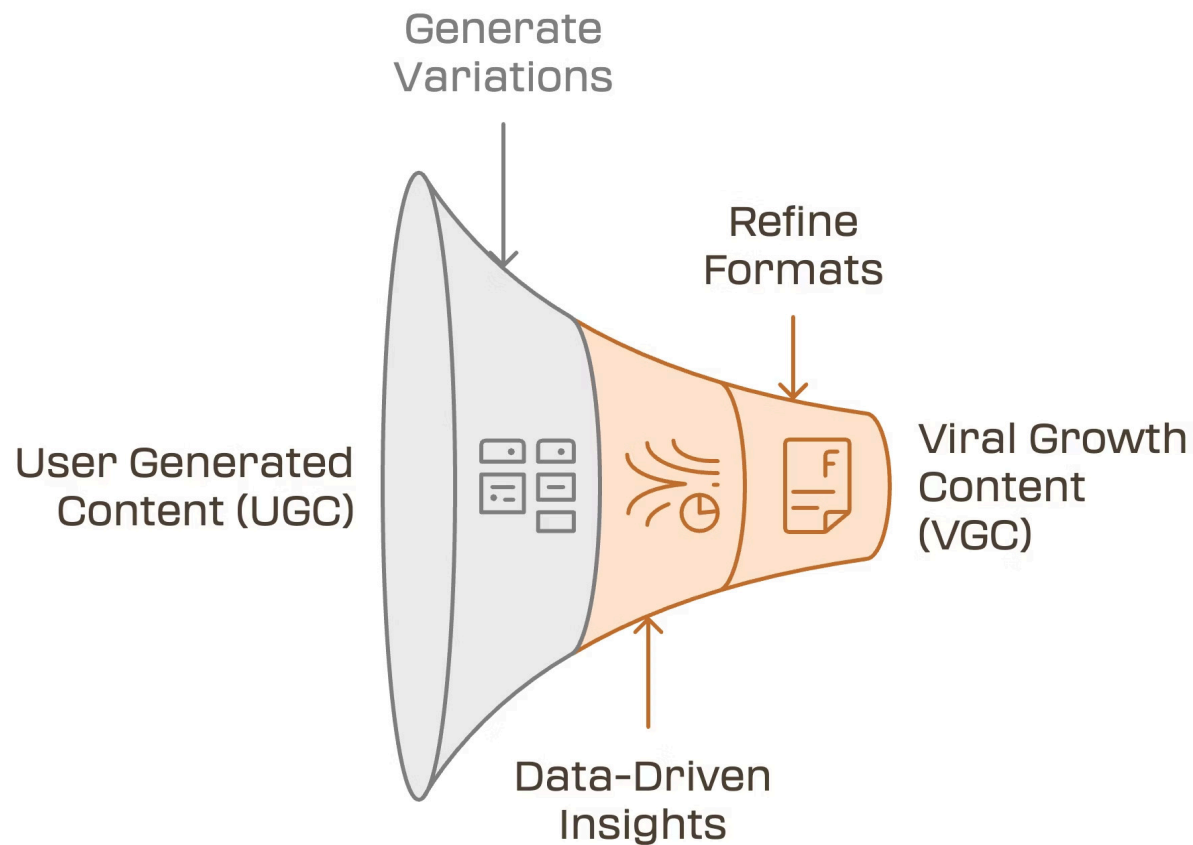 Generate
Variations
Refine
Formats
User Generated
Content (UGC)
F
Viral Growth
Content
(VGC)
Data-Driven
Insights